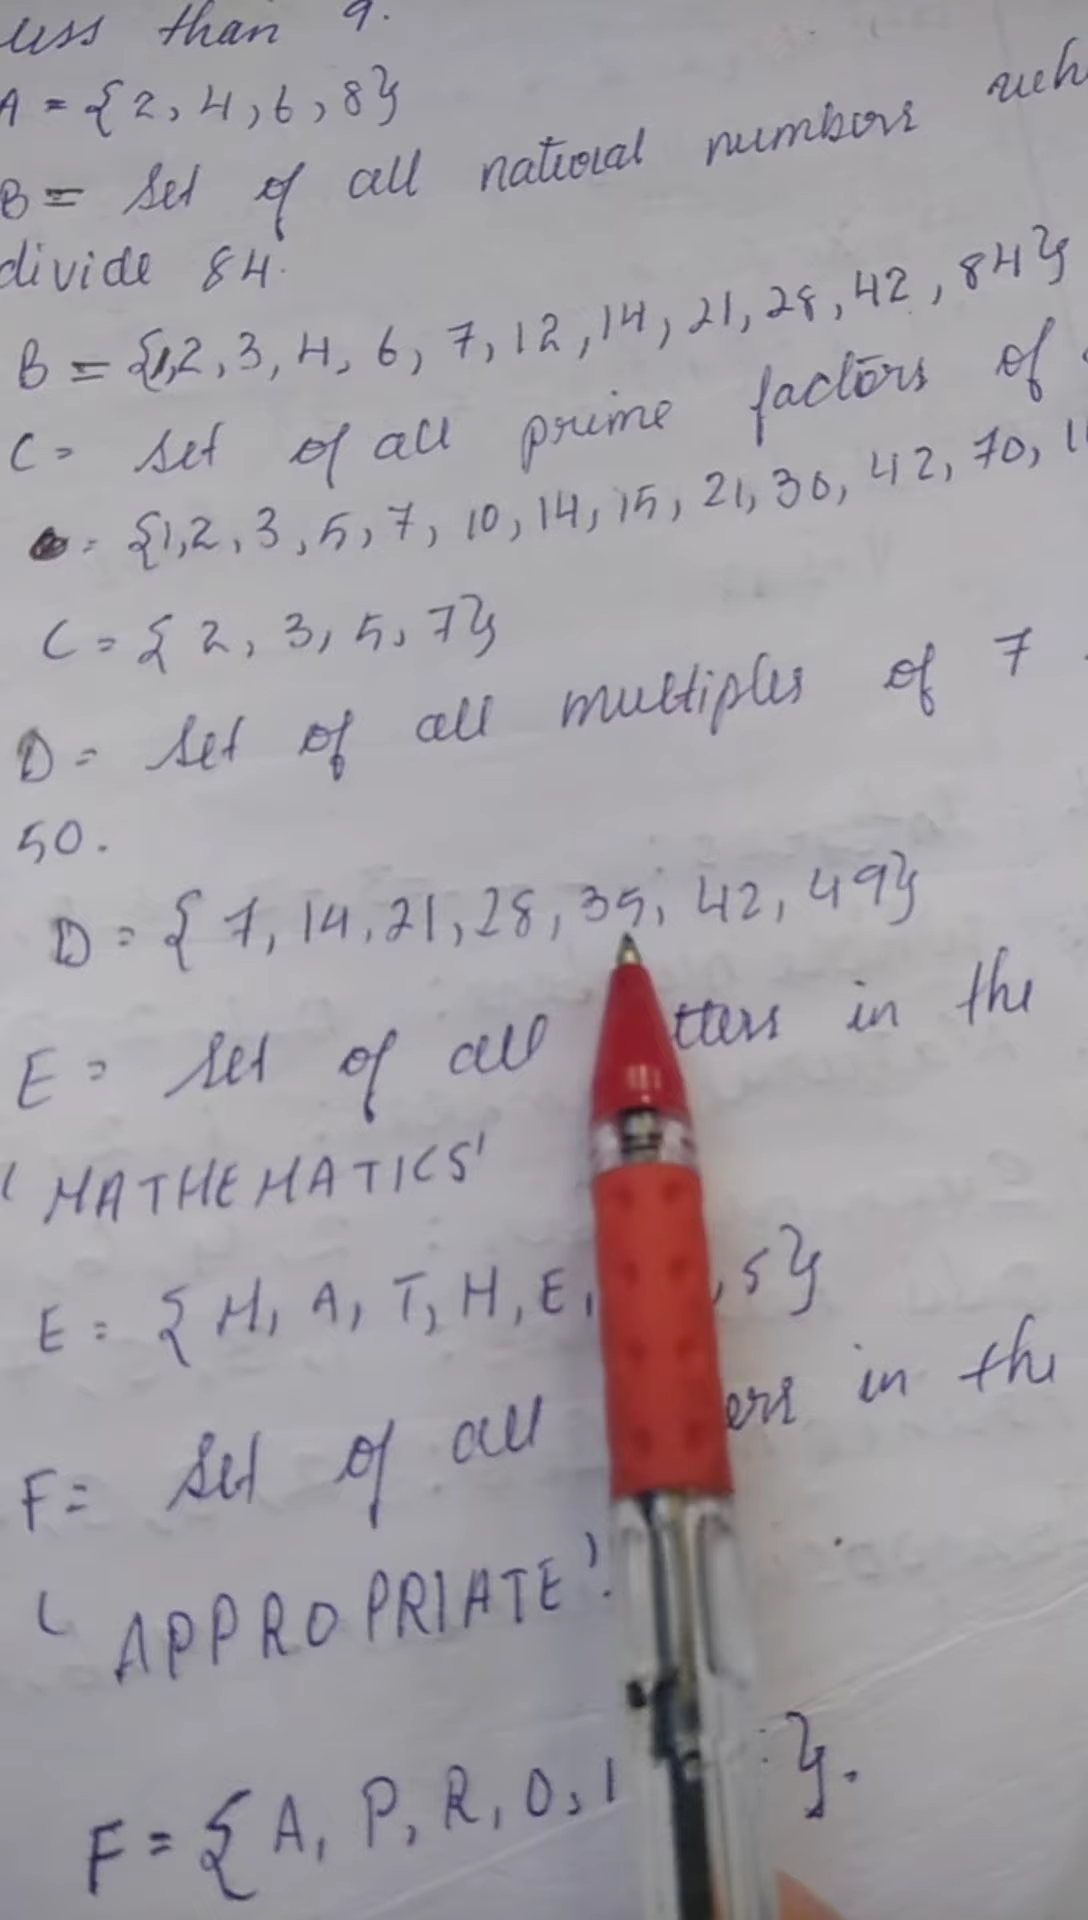 less than 9.
A = {2, 4, 6, 8}
B = Set of all natural numbers
divide 84.
B = {1,2, 3, 4, 6, 7, 12, 14, 21, 28, 42, 84}
C = set of all prime factors of
= {1,2, 3, 5, 7, 10, 14, 15, 21, 30, 42, 70,
C = {2, 3, 5, 7}
D = Set of all multiples of 7
50.
D = {7, 14, 21, 28, 35, 42, 49}
E = Set of all in the
'MATHEMATICS'
E = {M, A, T, H, E, , S}
F = Set of all in the
'APPROPRIATE'.
F = {A, P, R, O, I }.